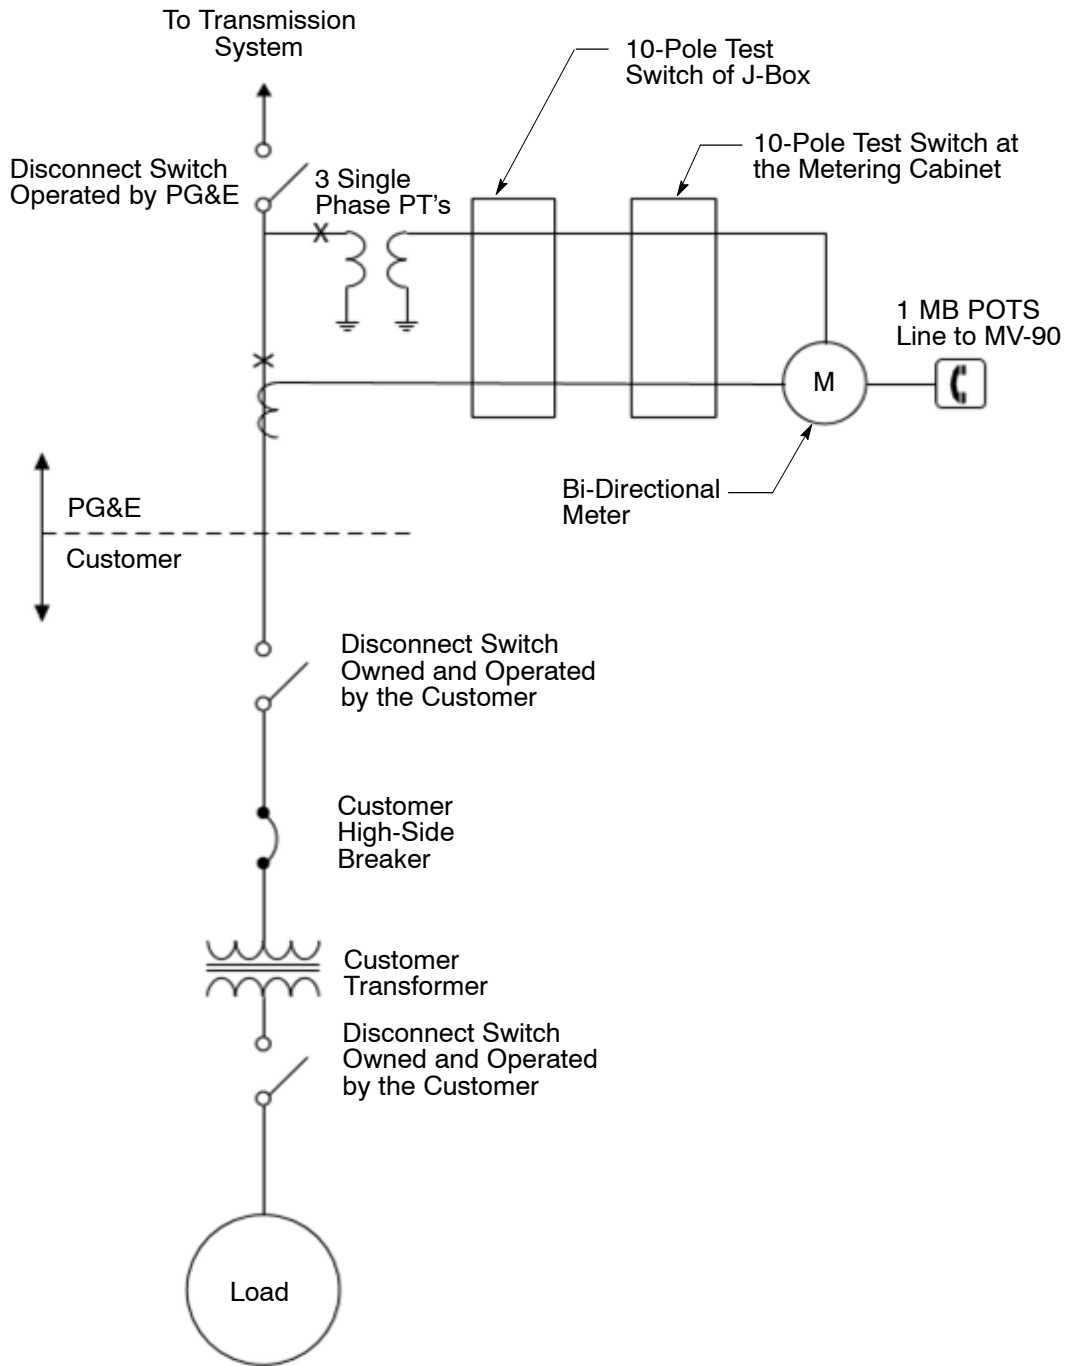 To Transmission
System
10-Pole Test
Switch of J-Box
10-Pole Test Switch at
the Metering Cabinet
Disconnect Switch
Operated by PG&E
3 Single
Phase PT's
1 MB POTS
Line to MV-90
M
Bi-Directional
Meter
PG&E
Customer
Disconnect Switch
Owned and Operated
by the Customer
Customer
High-Side
Breaker
Customer
Transformer
Disconnect Switch
Owned and Operated
by the Customer
Load